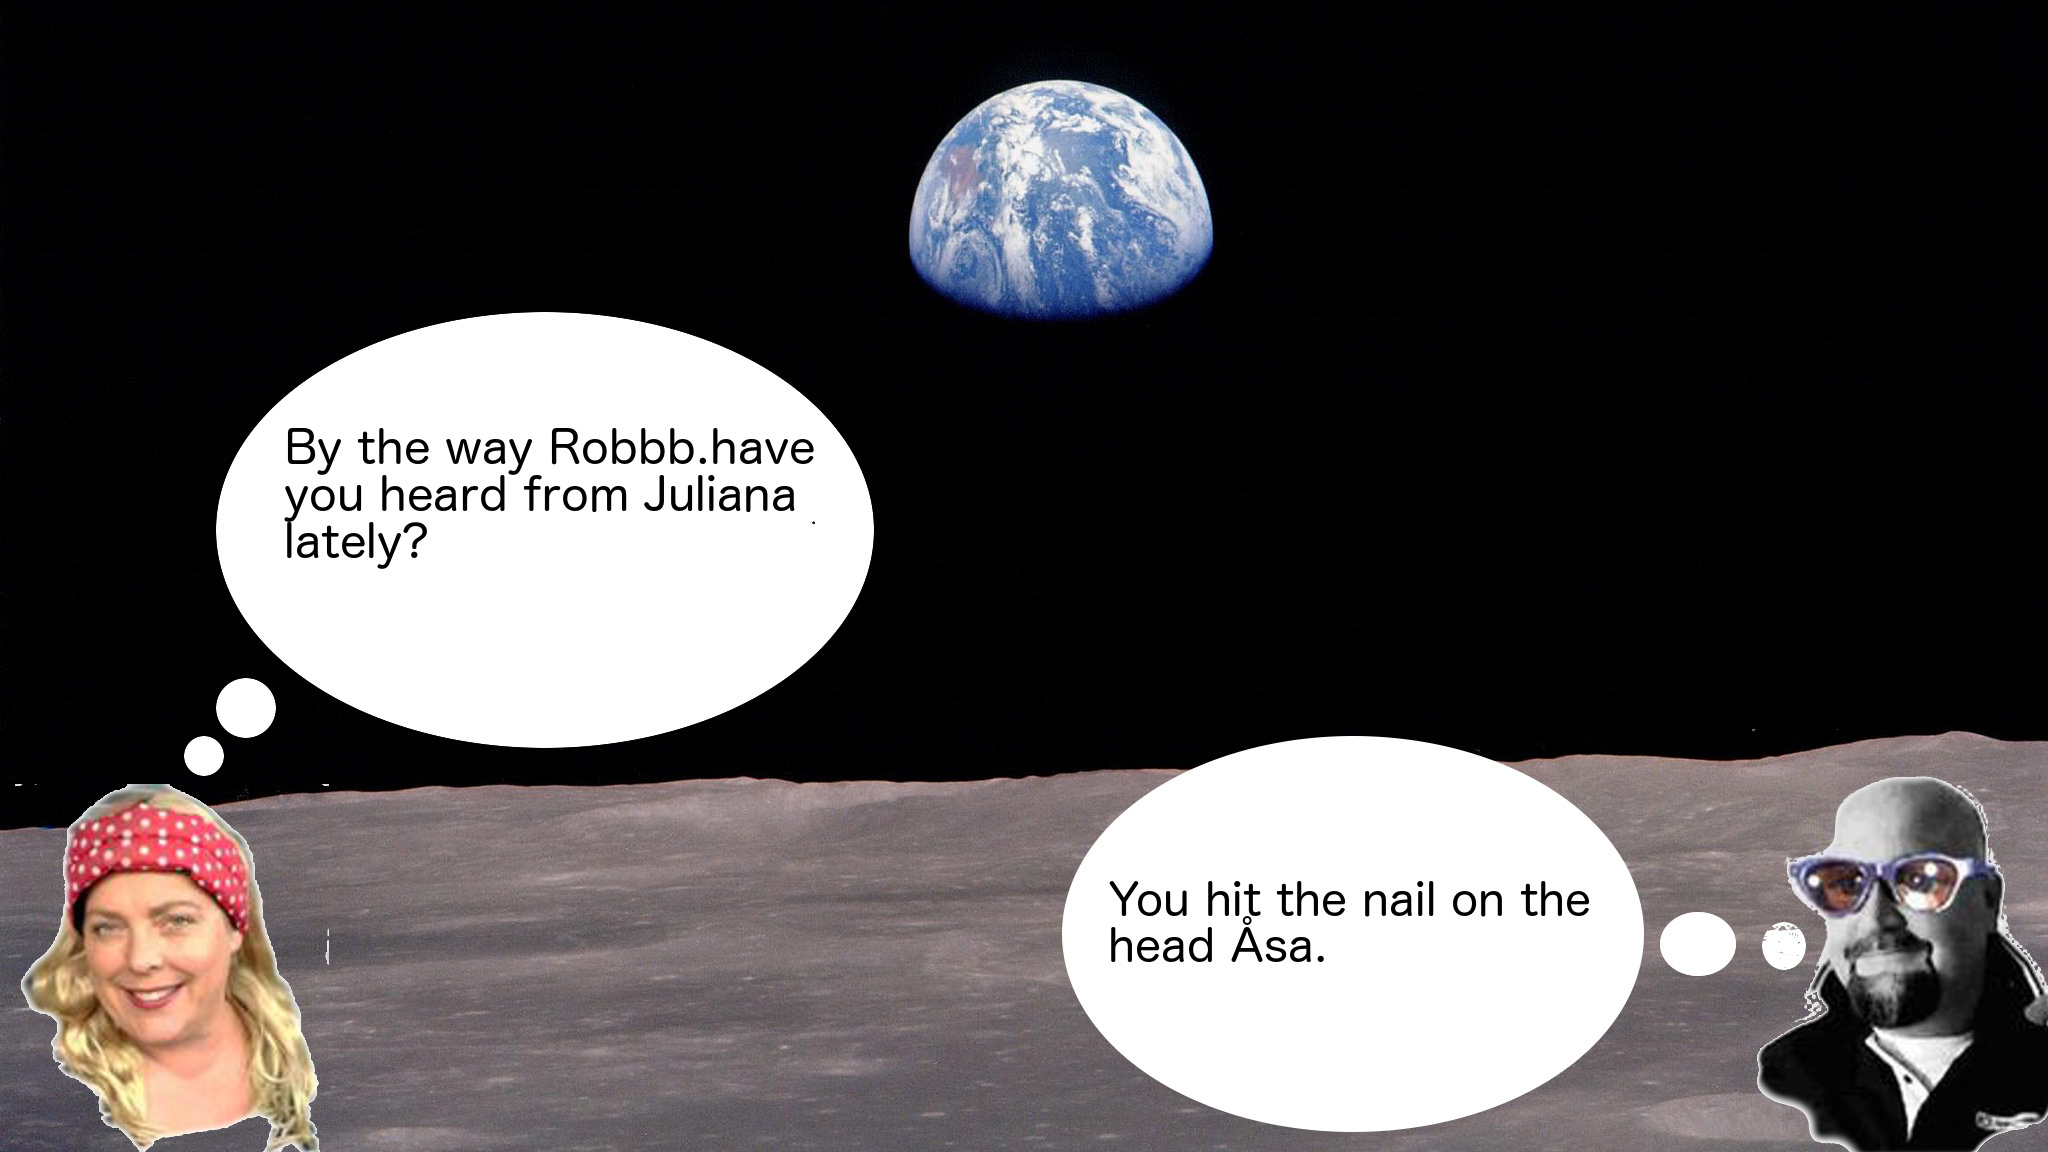 By the way Robbb.have
you heard from Juliana
lately?
You hit the nail on the
head Åsa.